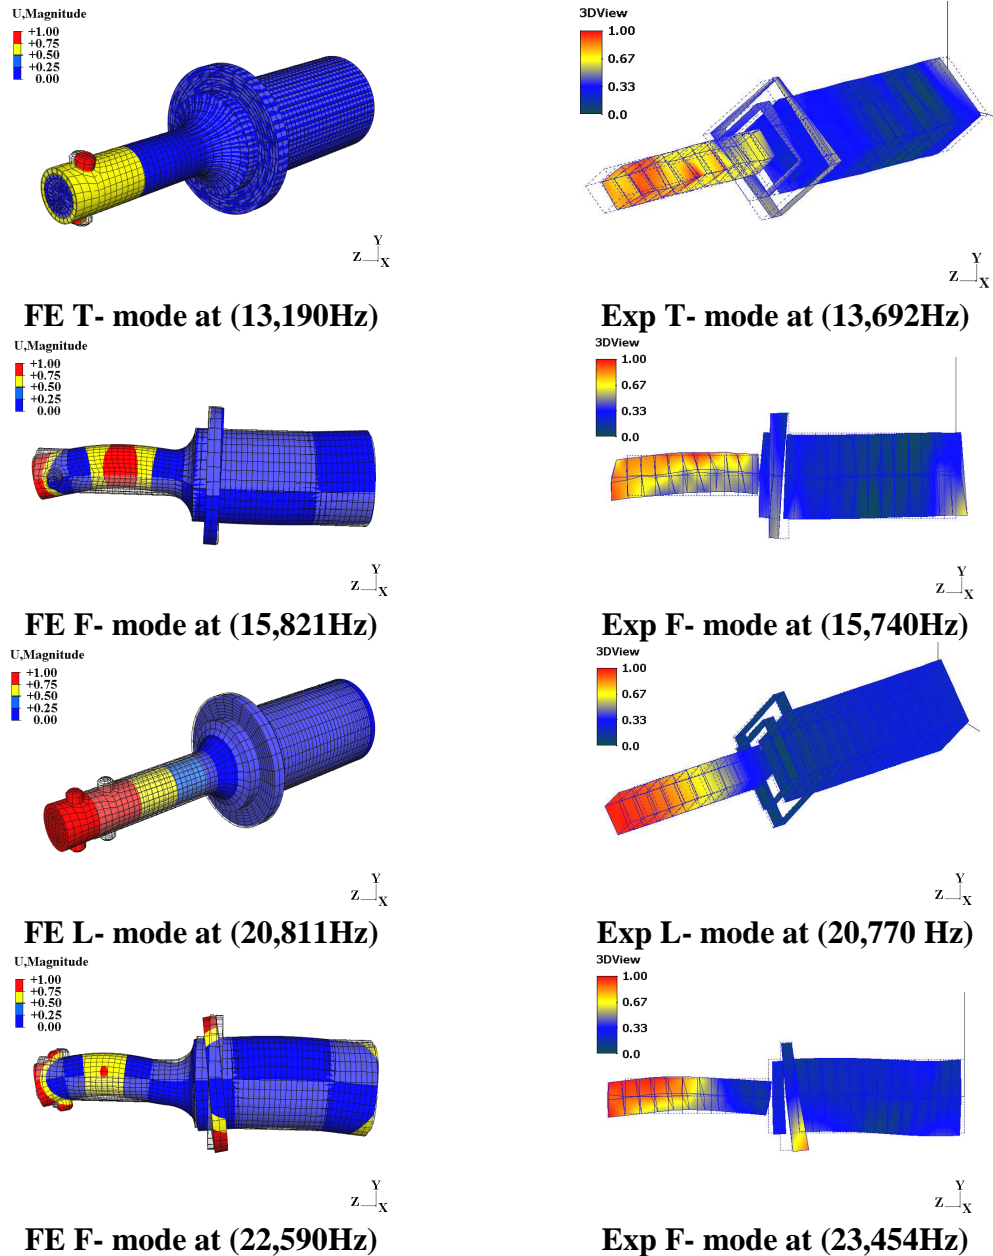 U,Magnitude
+1.00
+0.75
+0.50
+0.25
0.00
Y
Z X
3DView
1.00
0.67
0.33
0.0
Y
Z X
FE T- mode at (13,190Hz)
Exp T- mode at (13,692Hz)
U,Magnitude
+1.00
+0.75
+0.50
+0.25
0.00
Y
Z X
3DView
1.00
0.67
0.33
0.0
Y
Z X
FE F- mode at (15,821Hz)
Exp F- mode at (15,740Hz)
U,Magnitude
+1.00
+0.75
+0.50
+0.25
0.00
Y
Z X
3DView
1.00
0.67
0.33
0.0
Y
Z X
FE L- mode at (20,811Hz)
Exp L- mode at (20,770 Hz)
U,Magnitude
+1.00
+0.75
+0.50
+0.25
0.00
Y
Z X
3DView
1.00
0.67
0.33
0.0
Y
Z X
FE F- mode at (22,590Hz)
Exp F- mode at (23,454Hz)